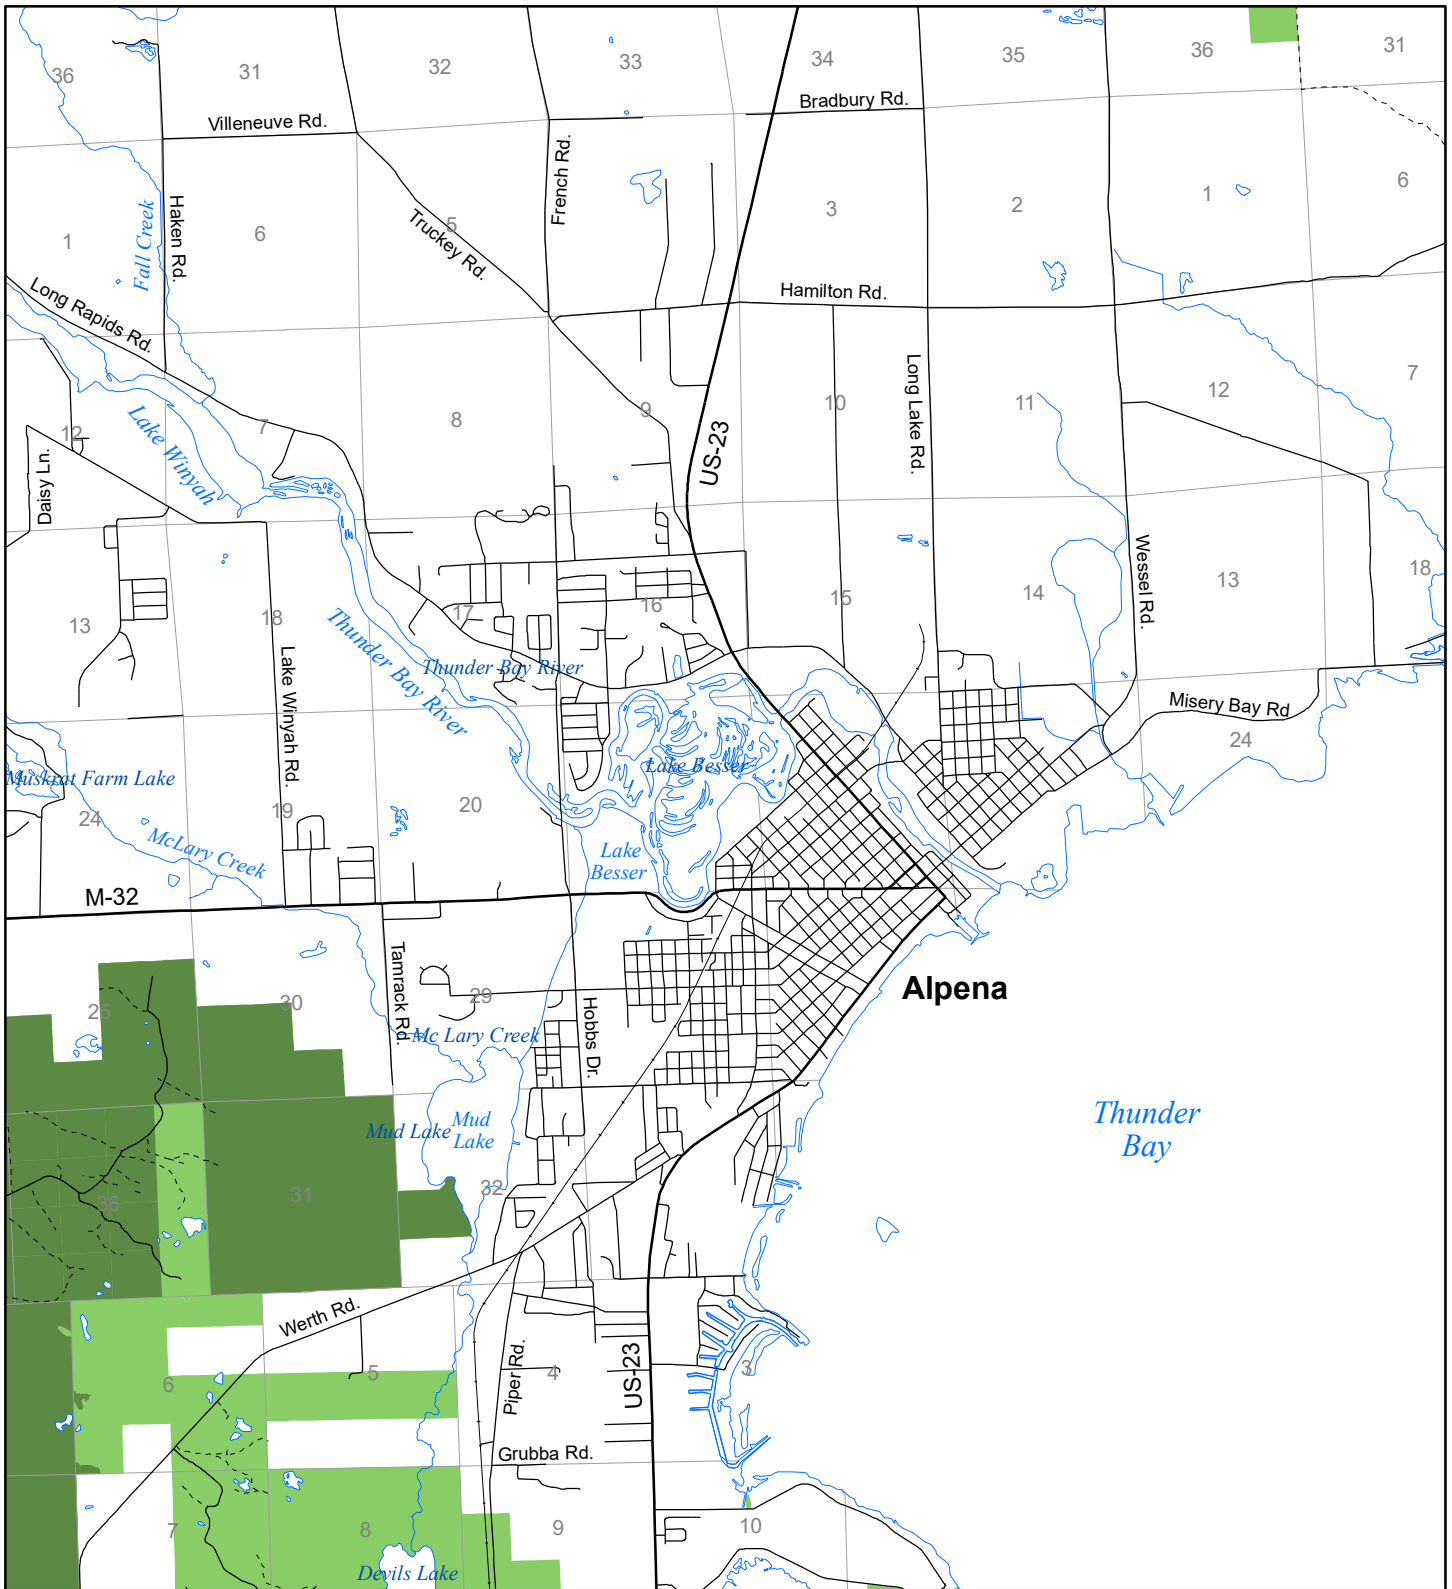 36
31
32
33
34
35
36
31
Villeneuve Rd.
Bradbury Rd.
French Rd.
Haken Rd.
Fall Creek
Truckey Rd.
1
6
5
3
2
1
6
Long Rapids Rd.
Hamilton Rd.
Long Lake Rd.
US-23
Lake Winyah
Daisy Ln.
12
7
8
9
10
11
12
7
Wessel Rd.
13
18
17
16
15
14
13
18
Thunder Bay River
Thunder Bay River
Lake Winyah Rd.
Misery Bay Rd
24
Muskrat Farm Lake
Lake Besser
24
19
20
McLary Creek
Lake
Besser
M-32
Tamrack Rd.
Alpena
25
30
29
Hobbs Dr.
Mc Lary Creek
Thunder
Bay
Mud Lake
Mud
Lake
36
31
32
Werth Rd.
Piper Rd.
US-23
6
5
4
3
Grubba Rd.
7
8
9
10
Devils Lake